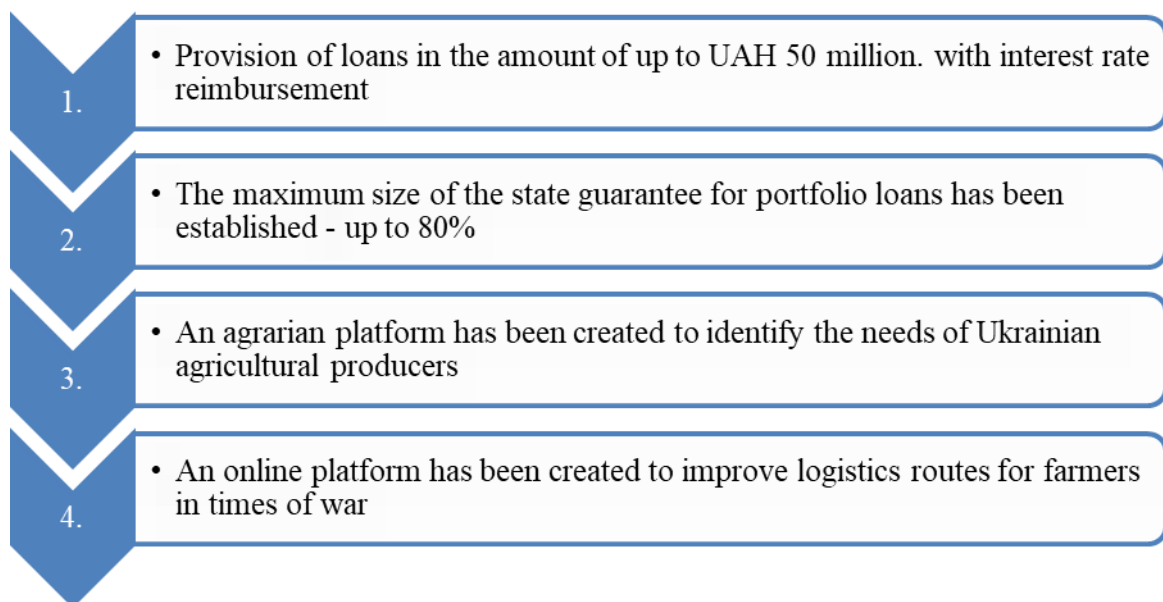 1.
• Provision of loans in the amount of up to UAH 50 million. with interest rate
reimbursement
2.
• The maximum size of the state guarantee for portfolio loans has been
established - up to 80%
3.
• An agrarian platform has been created to identify the needs of Ukrainian
agricultural producers
4.
• An online platform has been created to improve logistics routes for farmers
in times of war